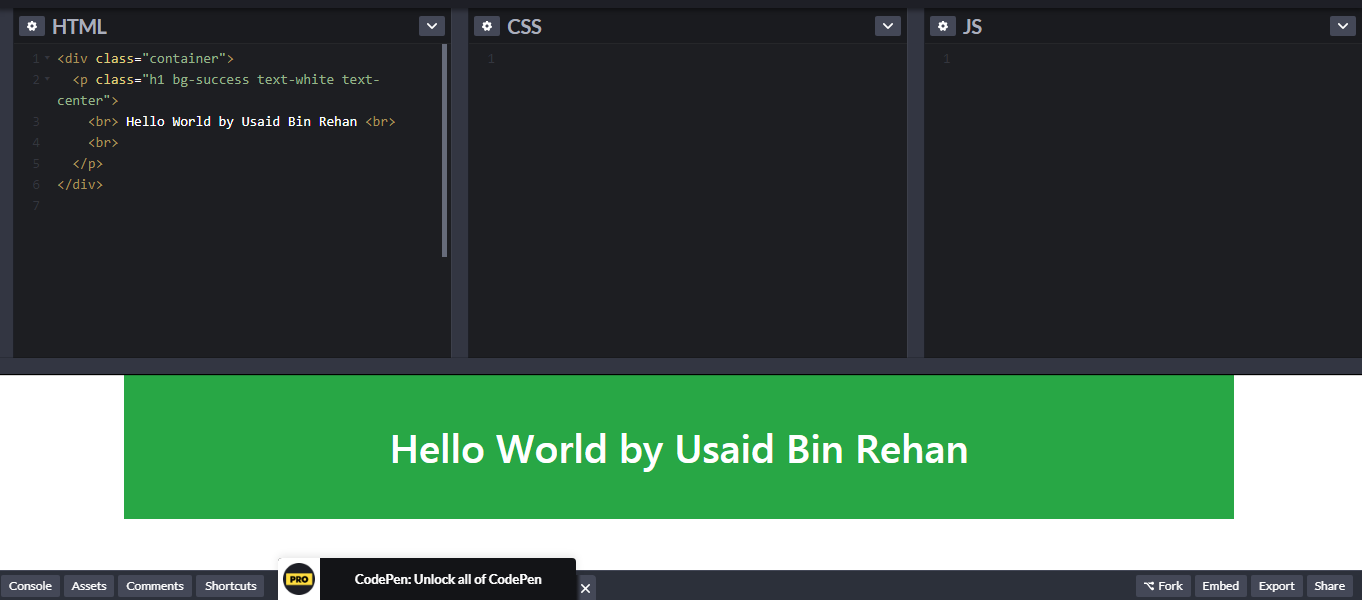 HTML
1 <div class="container">
2 <p class="h1 bg-success text-white text-
center">
3 <br> Hello World by Usaid Bin Rehan <br>
4 <br>
5 </p>
6 </div>
7
CSS
1
JS
1
Hello World by Usaid Bin Rehan
Console Assets Comments Shortcuts
PRO CodePen: Unlock all of CodePen
Fork Embed Export Share